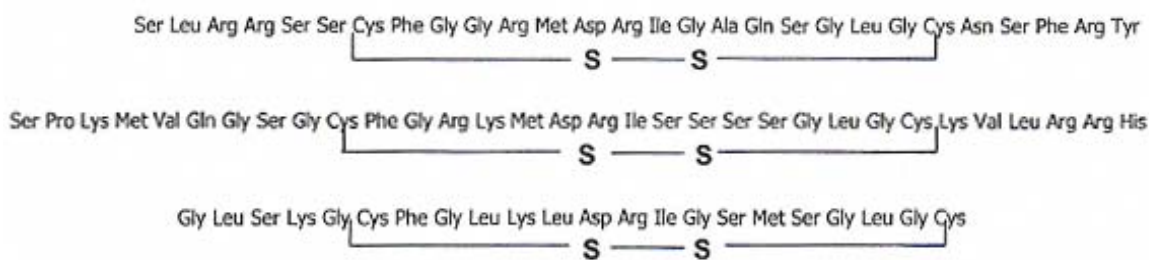 Ser Leu Arg Arg Ser Ser Cys Phe Gly Gly Arg Met Asp Arg Ile Gly Ala Gln Ser Gly Leu Gly Cys Asn Ser Phe Arg Tyr
S S
Ser Pro Lys Met Val Gln Gly Ser Gly Cys Phe Gly Arg Lys Met Asp Arg Ile Ser Ser Ser Ser Gly Leu Gly Cys Lys Val Leu Arg Arg His
S S
Gly Leu Ser Lys Gly Cys Phe Gly Leu Lys Leu Asp Arg Ile Gly Ser Met Ser Gly Leu Gly Cys
S S